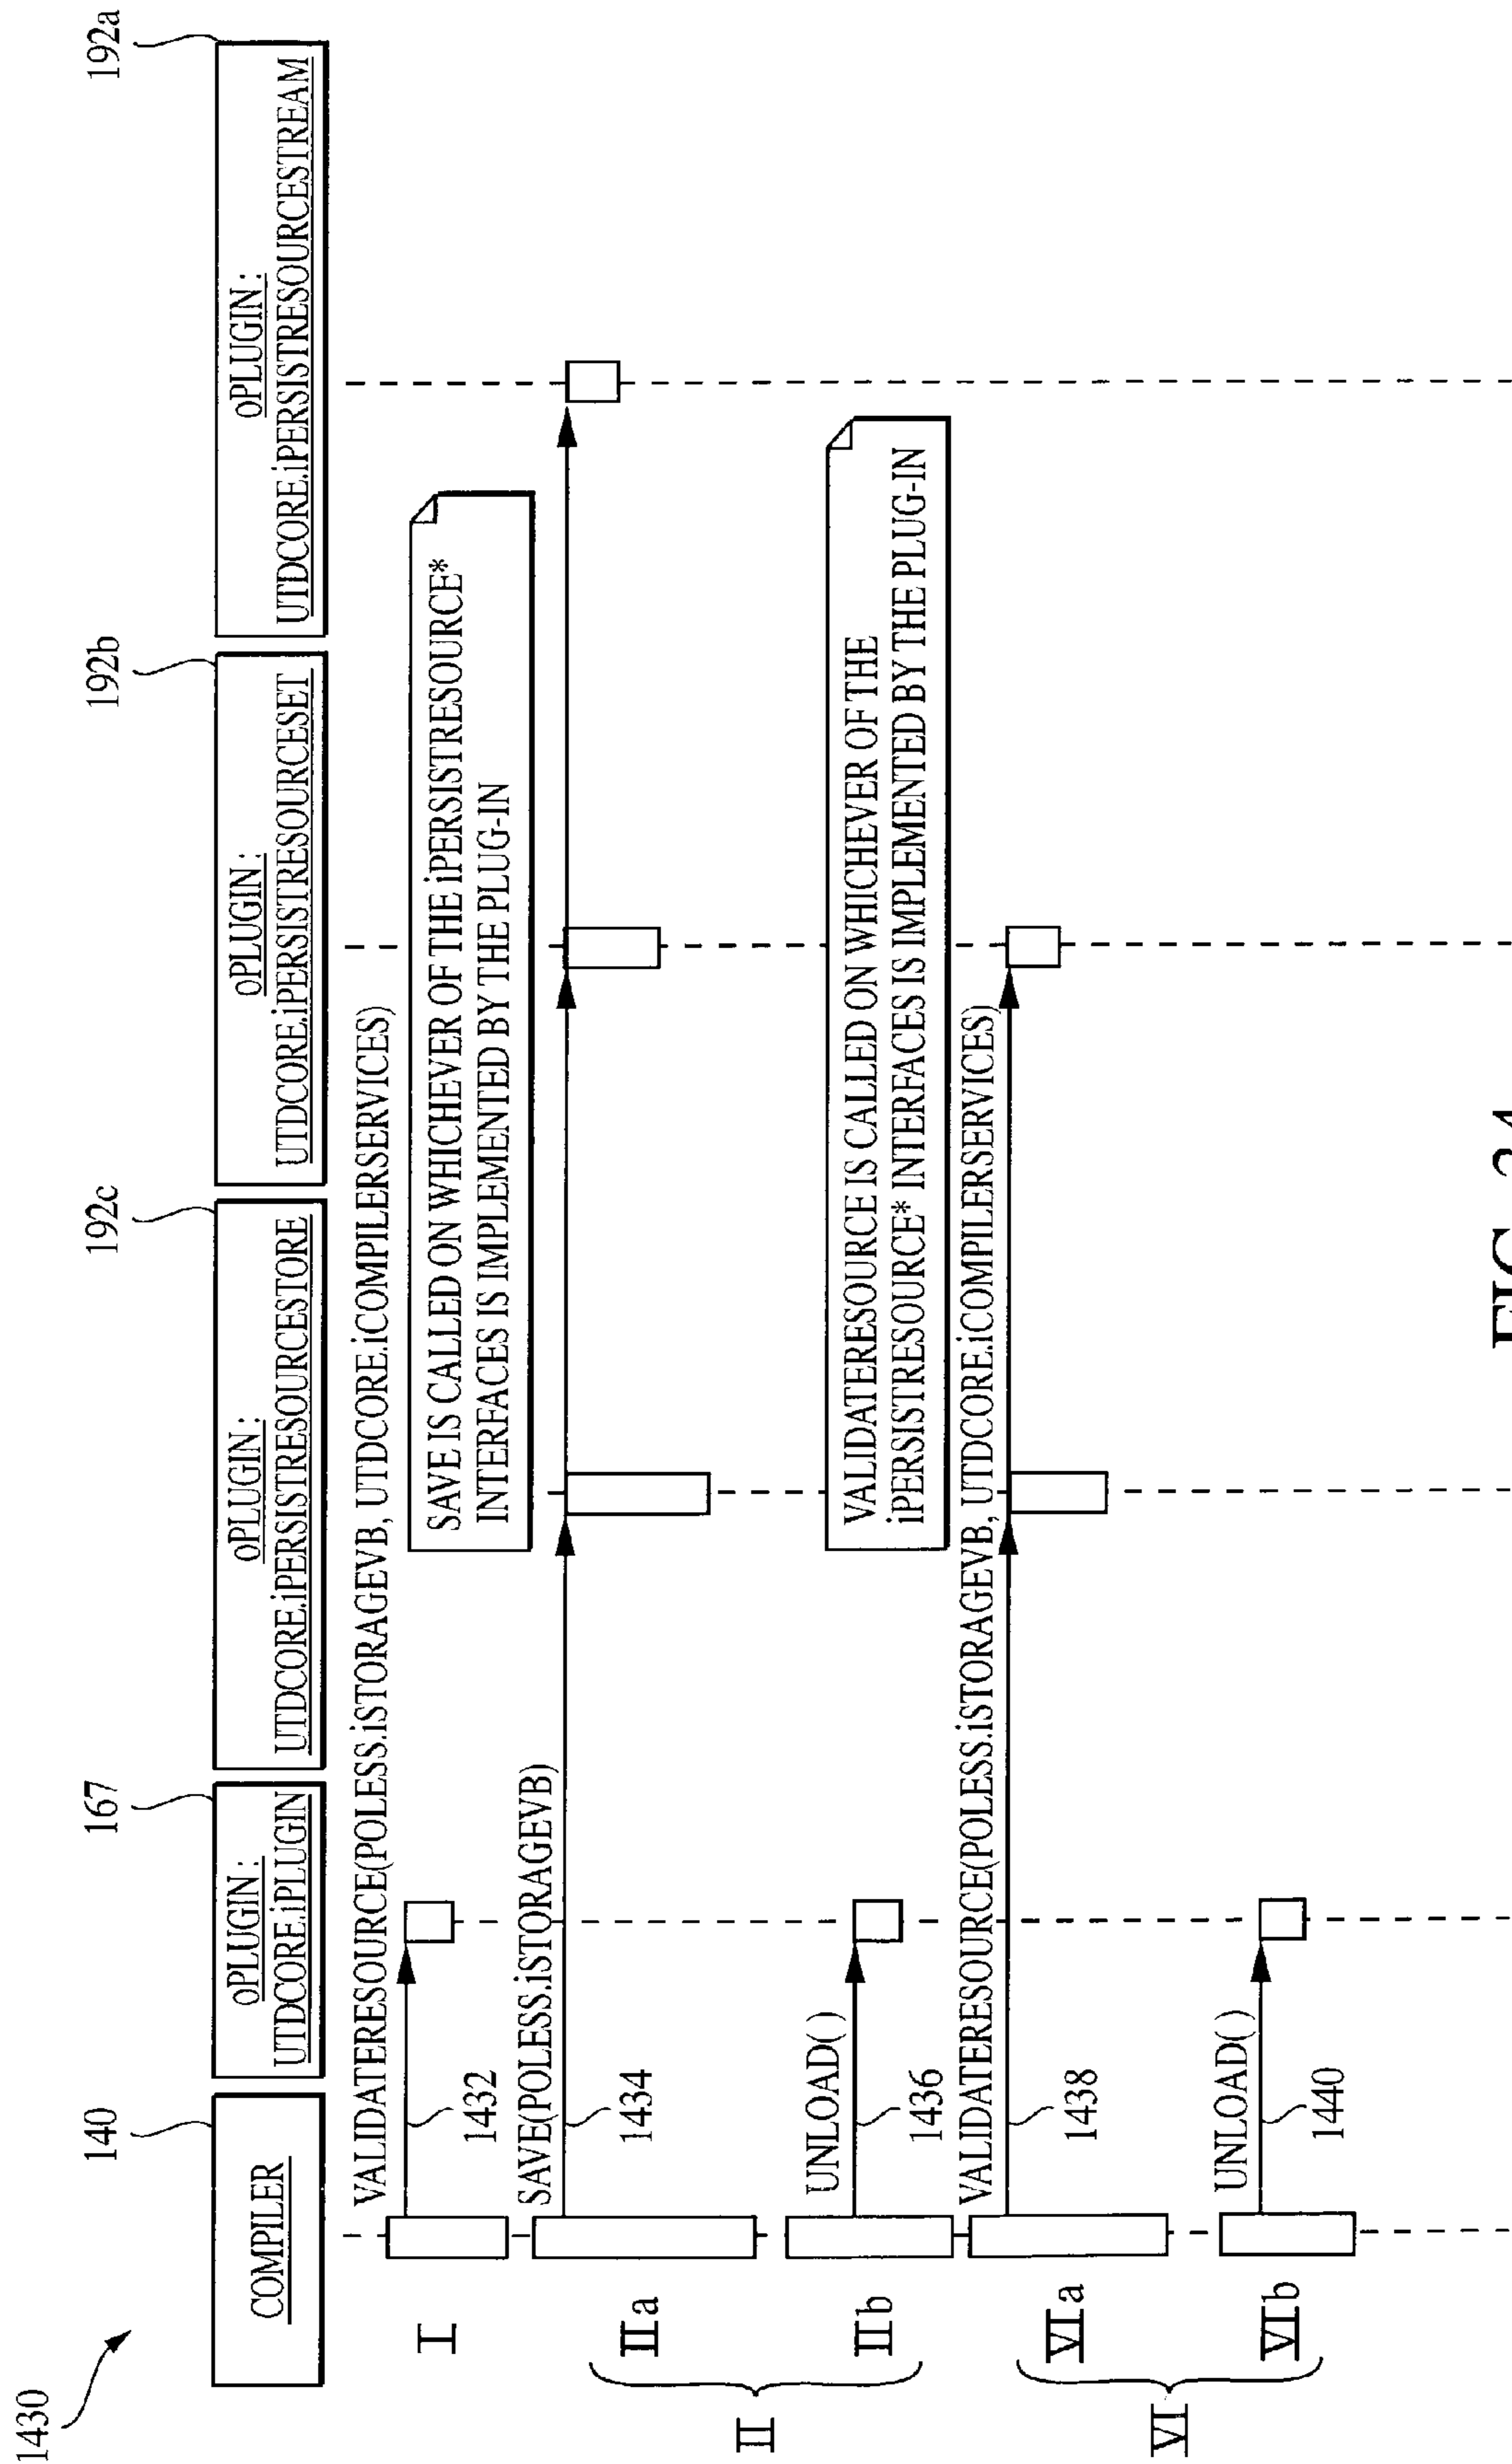 1430
140
167
192c
192b
192a
COMPILER
oPLUGIN :
UTDCORE.iPLUGIN
oPLUGIN :
UTDCORE.iPERSISTRESOURCESTORE
oPLUGIN :
UTDCORE.iPERSISTRESOURCESET
oPLUGIN :
UTDCORE.iPERSISTRESOURCESTREAM
I
VALIDATERESOURCE(POLESS.iSTORAGEVB, UTDCORE.iCOMPILERSERVICES)
1432
SAVE IS CALLED ON WHICHEVER OF THE iPERSISTRESOURCE*
INTERFACES IS IMPLEMENTED BY THE PLUG-IN
II
IIa
SAVE(POLESS.iSTORAGEVB)
1434
IIb
UNLOAD( )
1436
VALIDATERESOURCE IS CALLED ON WHICHEVER OF THE
iPERSISTRESOURCE* INTERFACES IS IMPLEMENTED BY THE PLUG-IN
VI
VIa
VALIDATERESOURCE(POLESS.iSTORAGEVB, UTDCORE.iCOMPILERSERVICES)
1438
VIb
UNLOAD( )
1440
FIG. 34